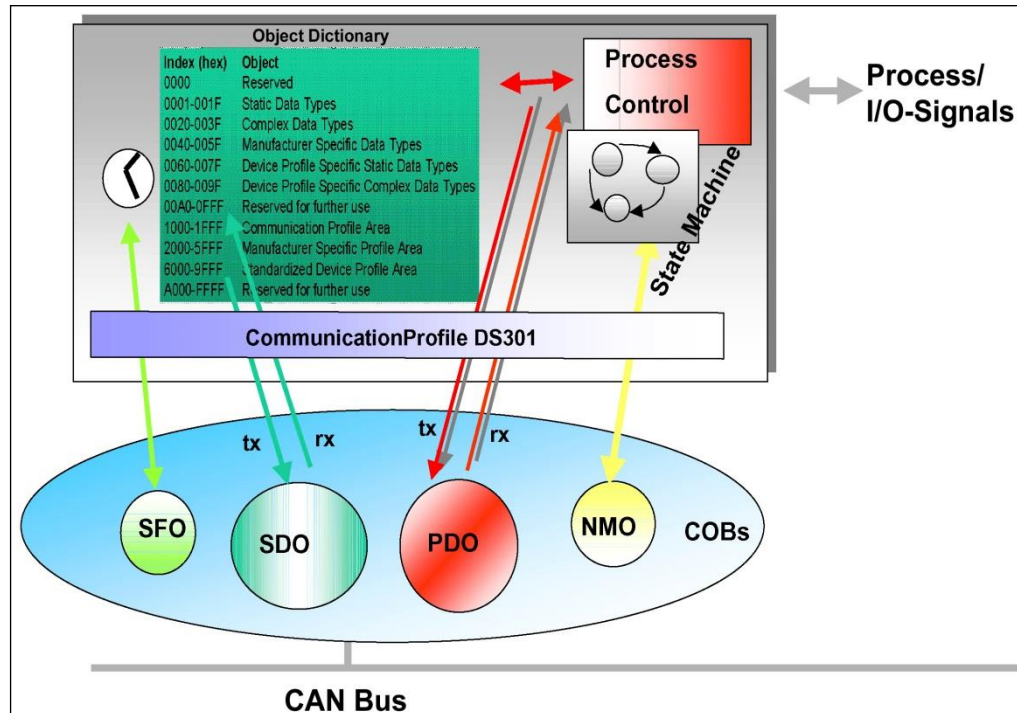 Object Dictionary
Index (hex) Object
0000 Reserved
0001-001F Static Data Types
0020-003F Complex Data Types
0040-005F Manufacturer Specific Data Types
0060-007F Device Profile Specific Static Data Types
0080-009F Device Profile Specific Complex Data Types
00A0-0FFF Reserved for further use
1000-1FFF Communication Profile Area
2000-5FFF Manufacturer Specific Profile Area
6000-9FFF Standardized Device Profile Area
A000-FFFF Reserved for further use
Process
Control
State Machine
Process/
I/O-Signals
CommunicationProfile DS301
tx rx tx rx
SFO SDO PDO NMO COBs
CAN Bus